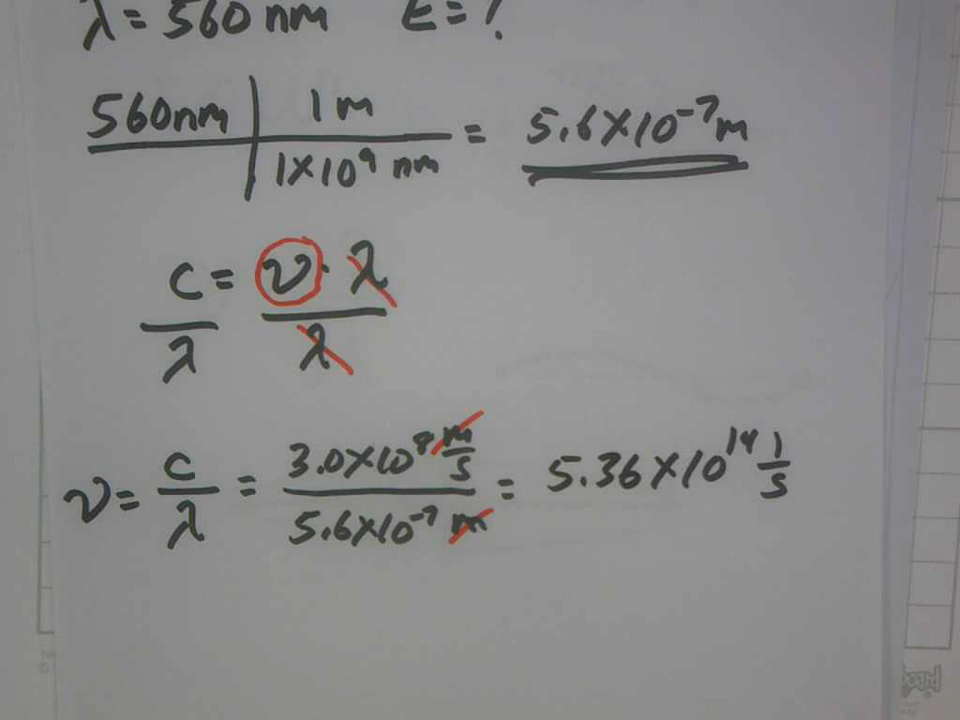 λ = 560 nm E = ?
560nm | 1 m / 1×10⁹ nm = 5.6×10⁻⁷m
c / λ = ν · λ / λ
ν = c / λ = 3.0×10⁸ m/s / 5.6×10⁻⁷ m = 5.36×10¹⁴ 1/s